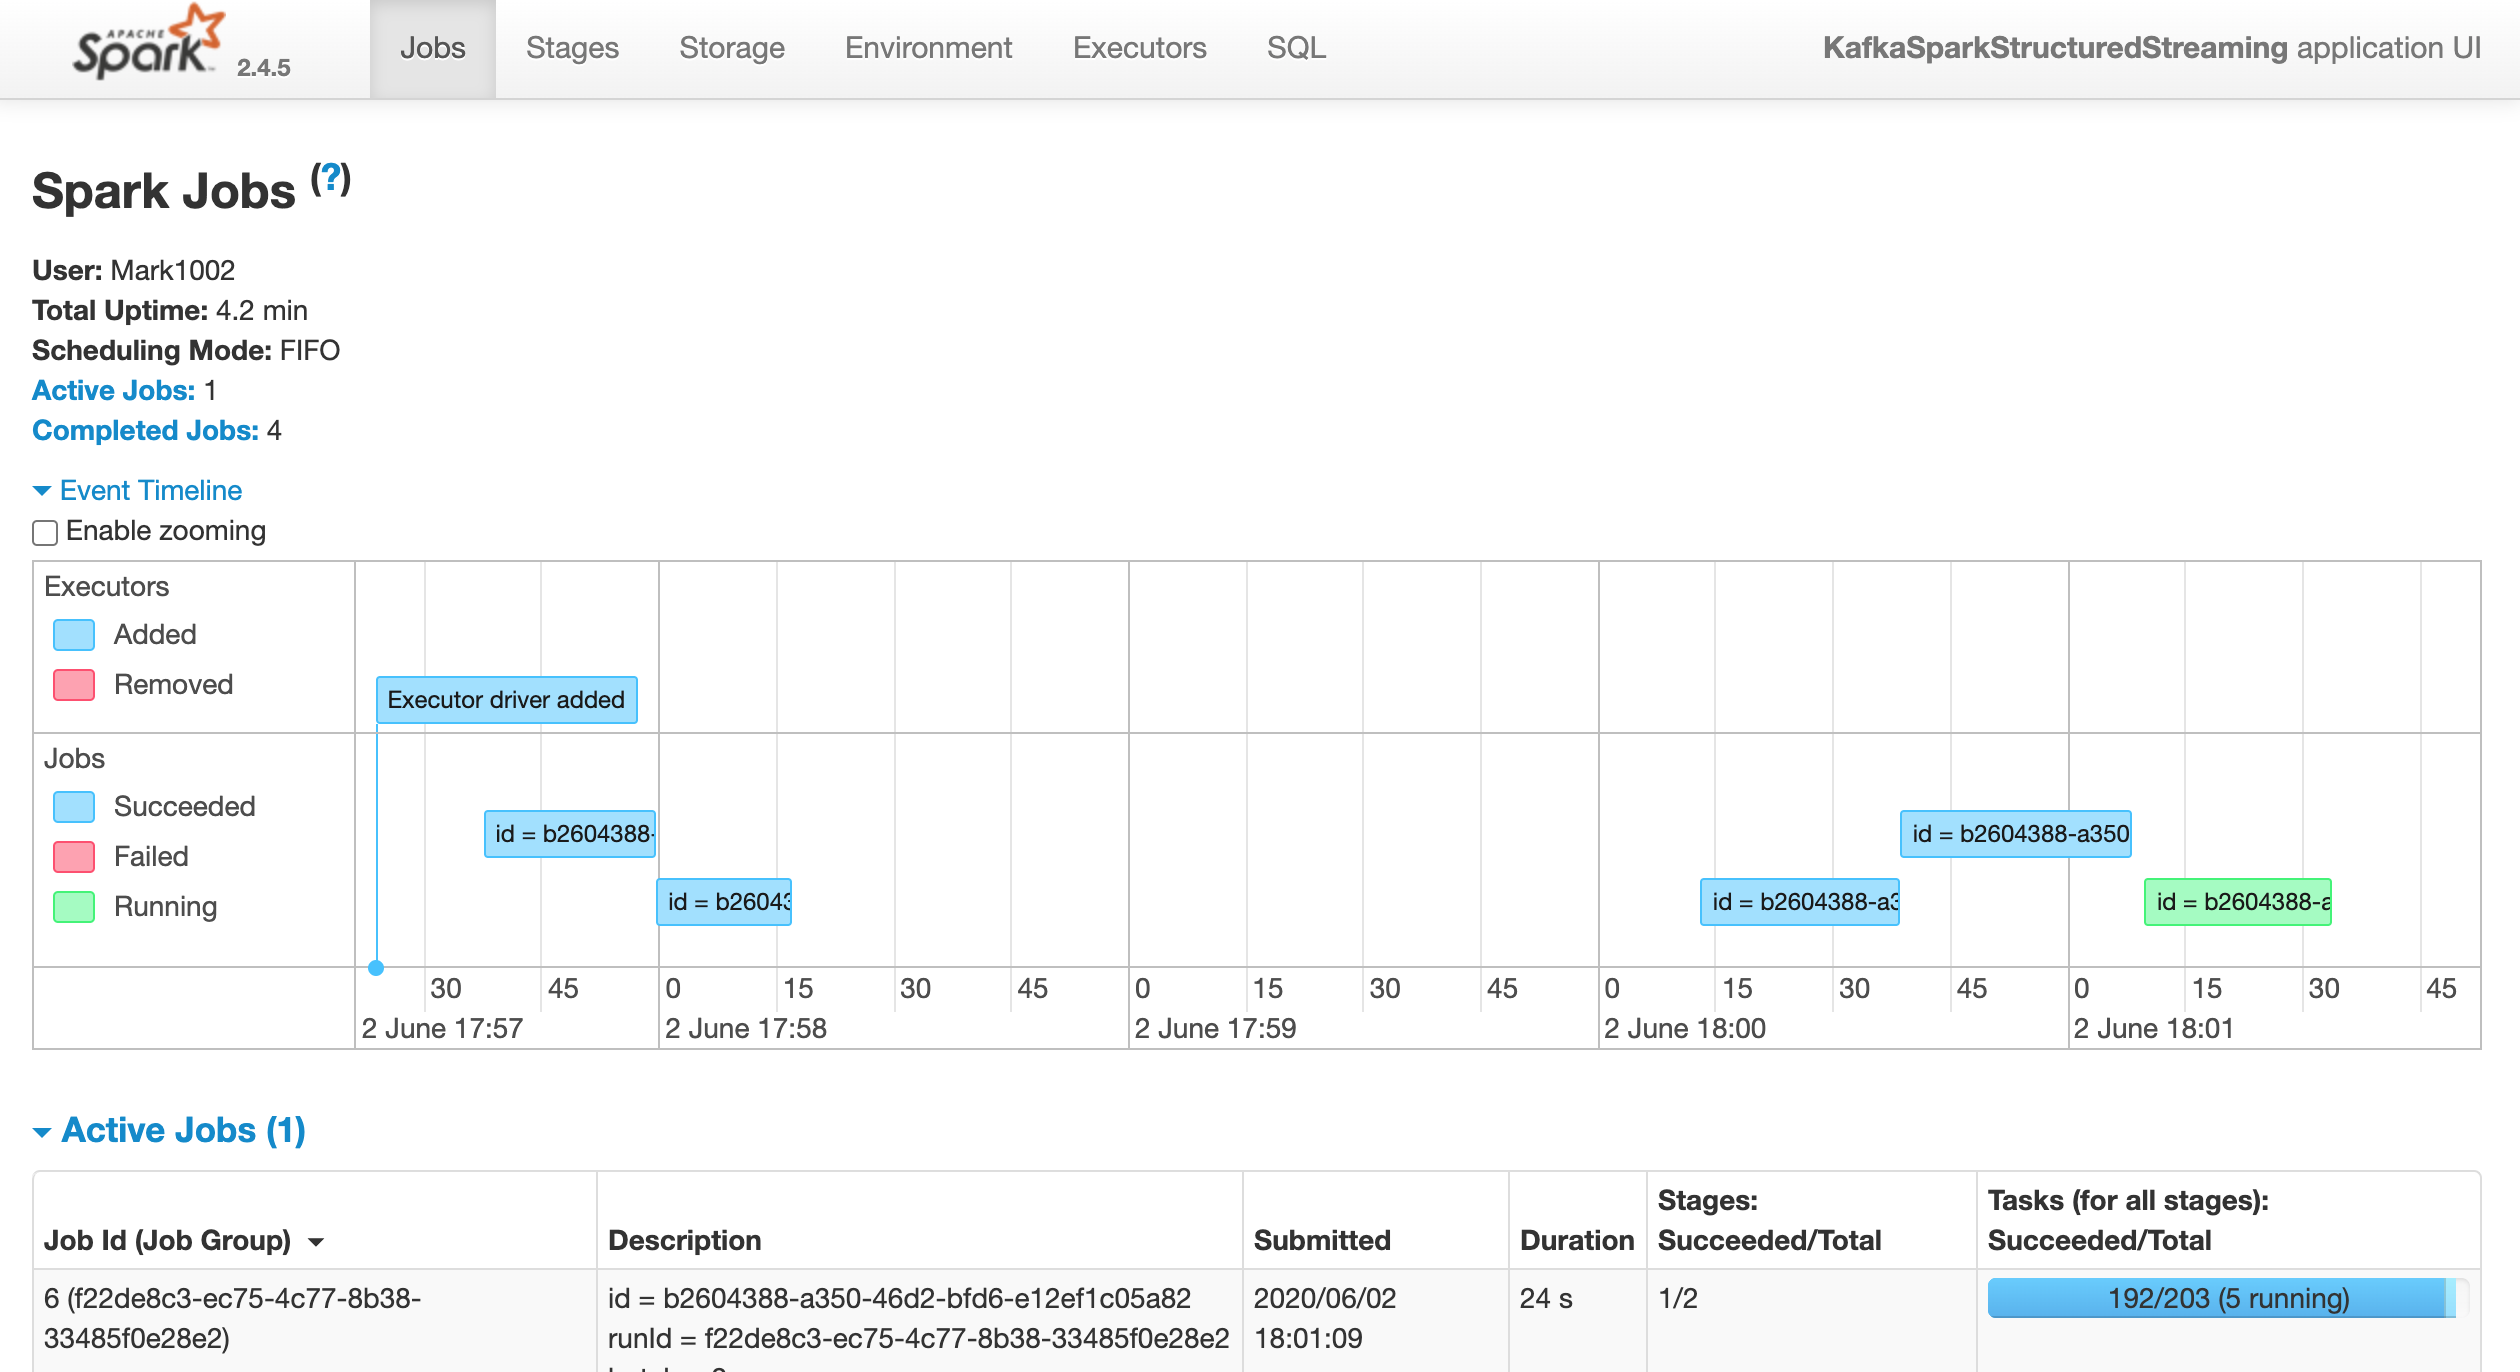 APACHE
Spark 2.4.5
Jobs Stages Storage Environment Executors SQL KafkaSparkStructuredStreaming application UI
Spark Jobs (?)
User: Mark1002
Total Uptime: 4.2 min
Scheduling Mode: FIFO
Active Jobs: 1
Completed Jobs: 4
Event Timeline
Enable zooming
Executors
Added
Removed
Executor driver added
Jobs
Succeeded
Failed
Running
id = b2604388-
id = b2604388-a350
id = b26043
id = b2604388-a3
id = b2604388-a
30 45 0 15 30 45 0 15 30 45 0 15 30 45 0 15 30 45
2 June 17:57 2 June 17:58 2 June 17:59 2 June 18:00 2 June 18:01
Active Jobs (1)
Job Id (Job Group) Description Submitted Duration Stages: Succeeded/Total Tasks (for all stages): Succeeded/Total
6 (f22de8c3-ec75-4c77-8b38- id = b2604388-a350-46d2-bfd6-e12ef1c05a82 2020/06/02 24 s 1/2 192/203 (5 running)
33485f0e28e2) runId = f22de8c3-ec75-4c77-8b38-33485f0e28e2 18:01:09